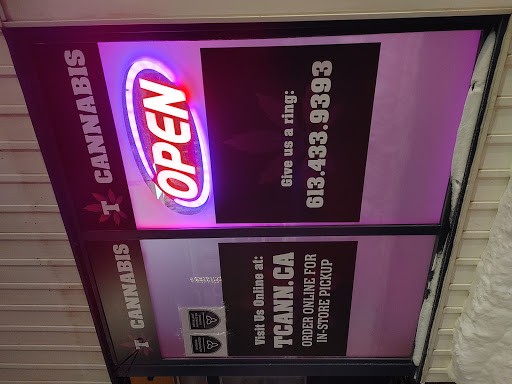 T CANNABIS
OPEN
Give us a ring:
613.433.9393
T CANNABIS
Visit Us Online at:
TCANN.CA
ORDER ONLINE FOR
IN-STORE PICKUP